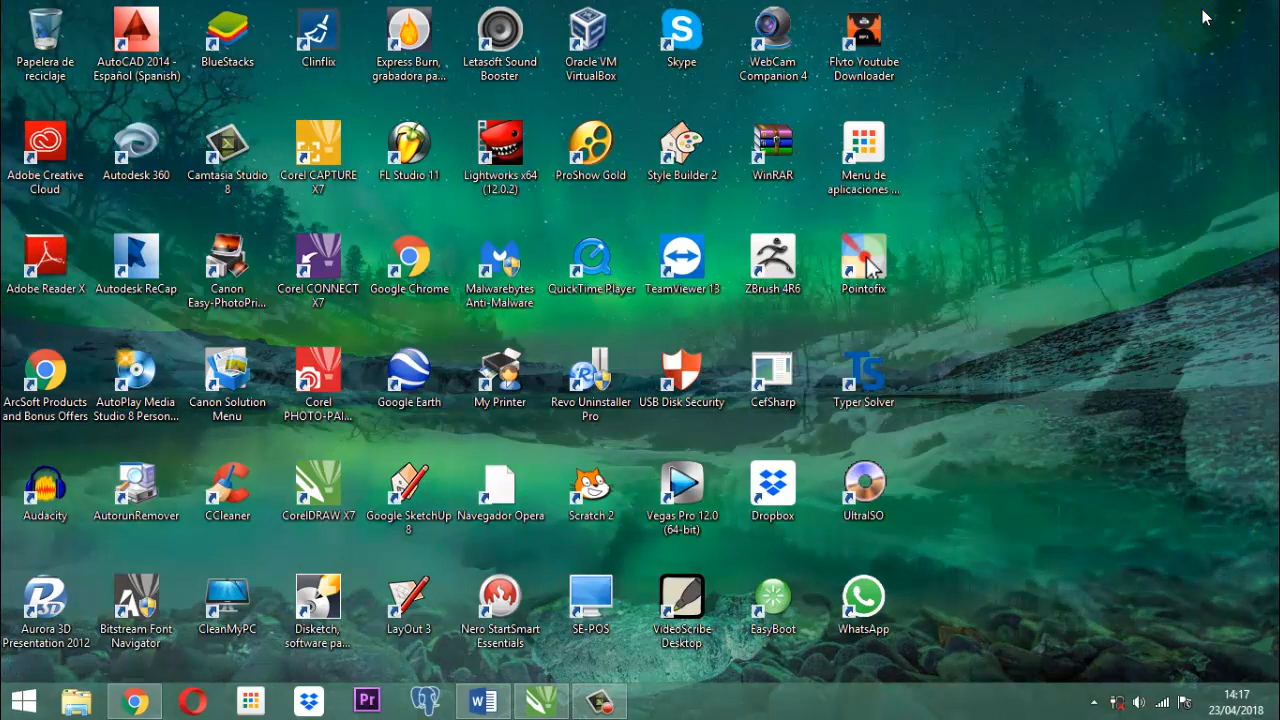 Papelera de
reciclaje
AutoCAD 2014 -
Español (Spanish)
BlueStacks
Clinflix
Express Burn,
grabadora pa...
Letasoft Sound
Booster
Oracle VM
VirtualBox
Skype
WebCam
Companion 4
Flvto Youtube
Downloader
Adobe Creative
Cloud
Autodesk 360
Camtasia Studio
8
Corel CAPTURE
X7
FL Studio 11
Lightworks x64
(12.0.2)
ProShow Gold
Style Builder 2
WinRAR
Menú de
aplicaciones ...
Adobe Reader X
Autodesk ReCap
Canon
Easy-PhotoPri...
Corel CONNECT
X7
Google Chrome
Malwarebytes
Anti-Malware
QuickTime Player
TeamViewer 13
ZBrush 4R6
Pointofix
ArcSoft Products
and Bonus Offers
AutoPlay Media
Studio 8 Person...
Canon Solution
Menu
Corel
PHOTO-PAI...
Google Earth
My Printer
Revo Uninstaller
Pro
USB Disk Security
CefSharp
TS
Typer Solver
Audacity
AutorunRemover
CCleaner
CorelDRAW X7
Google SketchUp
8
Navegador Opera
Scratch 2
Vegas Pro 12.0
(64-bit)
Dropbox
UltraISO
Aurora 3D
Presentation 2012
Bitstream Font
Navigator
CleanMyPC
Disketch,
software pa...
LayOut 3
Nero StartSmart
Essentials
SE-POS
VideoScribe
Desktop
EasyBoot
WhatsApp
Pr
14:17
23/04/2018